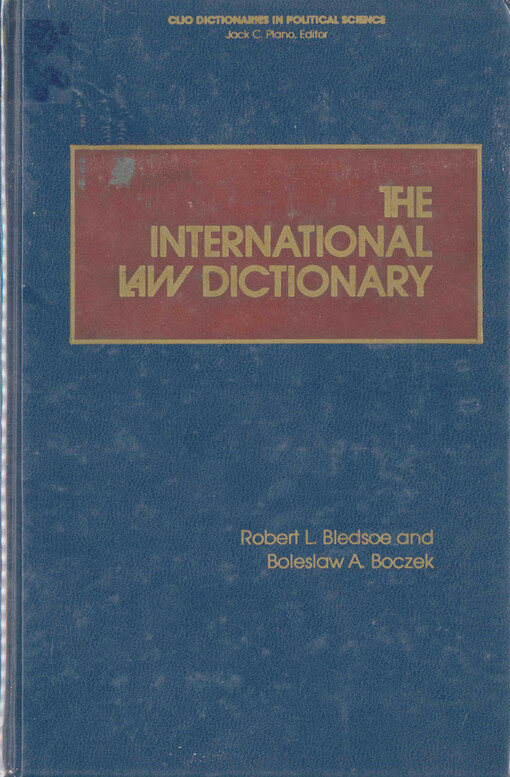 CLIO DICTIONARIES IN POLITICAL SCIENCE
Jack C. Plano, Editor
THE
INTERNATIONAL
LAW DICTIONARY
Robert L. Bledsoe and
Boleslaw A. Boczek